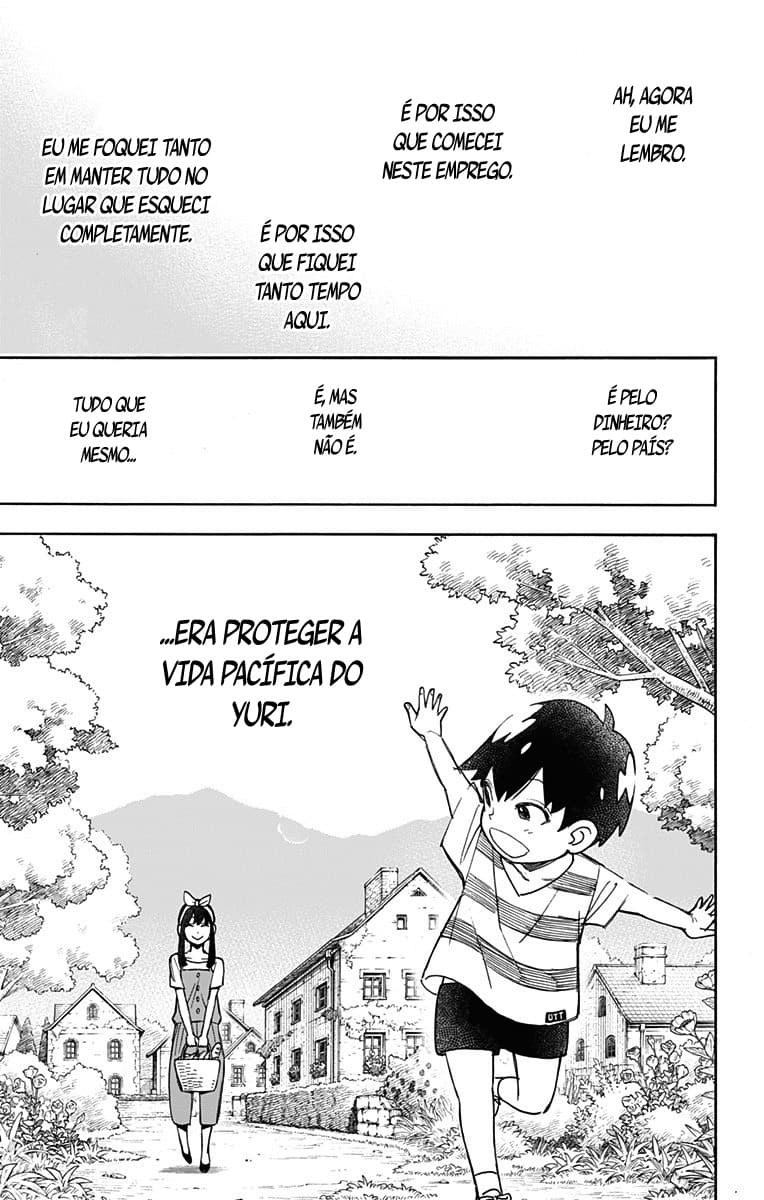 AH, AGORA
EU ME
LEMBRO.
É POR ISSO
QUE COMECEI
NESTE EMPREGO.
É POR ISSO
QUE FIQUEI
TANTO TEMPO
AQUI.
EU ME FOQUEI TANTO
EM MANTER TUDO NO
LUGAR QUE ESQUECI
COMPLETAMENTE.
É PELO
DINHEIRO?
PELO PAÍS?
É, MAS
TAMBÉM
NÃO É.
TUDO QUE
EU QUERIA
MESMO...
...ERA PROTEGER A
VIDA PACÍFICA DO
YURI.
OTT